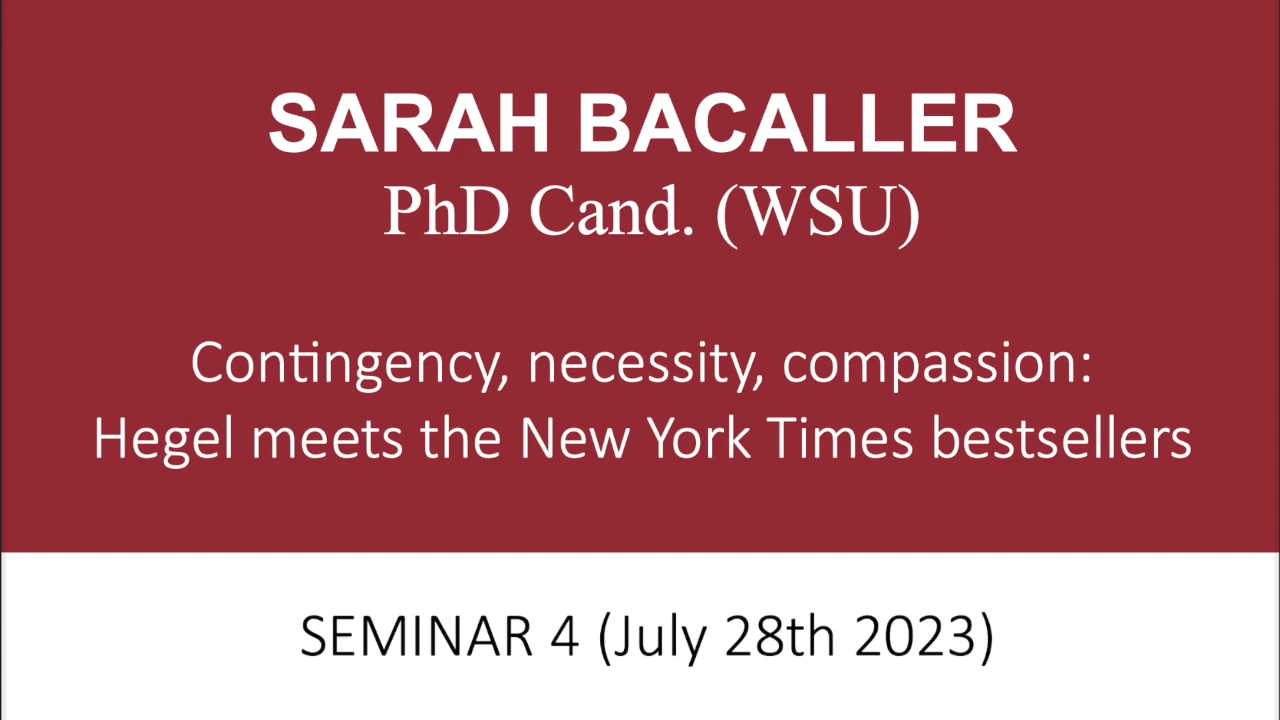 SARAH BACALLER
PhD Cand. (WSU)
Contingency, necessity, compassion:
Hegel meets the New York Times bestsellers
SEMINAR 4 (July 28th 2023)